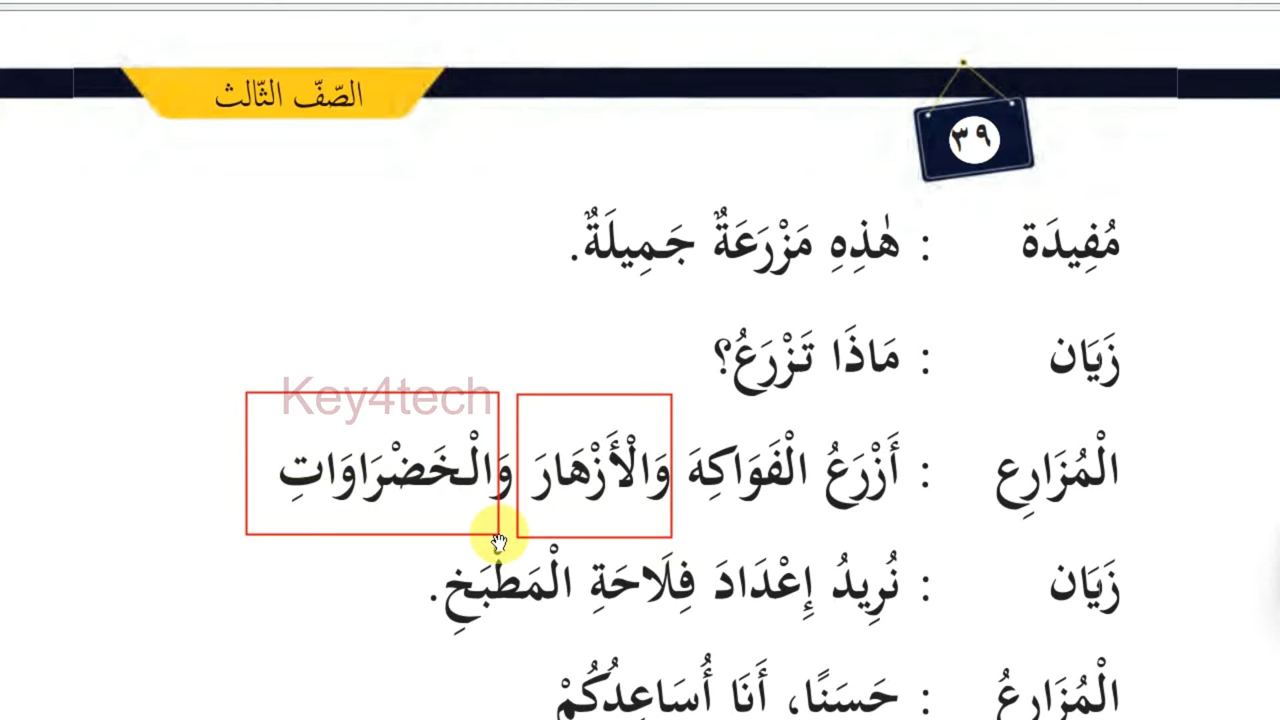 الصّفّ الثّالث
٣٩
مُفِيدَة : هٰذِهِ مَزْرَعَةٌ جَمِيلَةٌ.
زَيَان : مَاذَا تَزْرَعُ؟
Key4tech
الْمُزَارِع : أَزْرَعُ الْفَوَاكِهَ وَالْأَزْهَارَ وَالْخَضْرَاوَاتِ
زَيَان : نُرِيدُ إِعْدَادَ فِلَاحَةِ الْمَطْبَخِ.
الْمُزَارِعُ : حَسَنًا، أَنَا أُسَاعِدُكُمْ